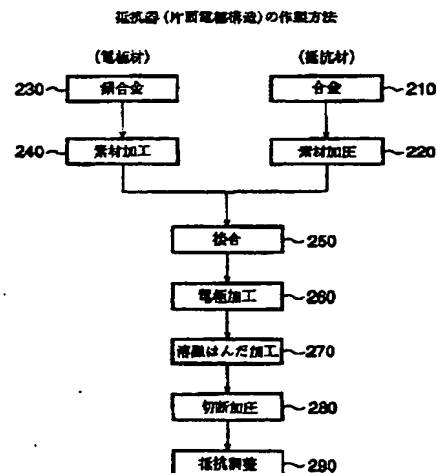 抵抗器(片面電極構造)の作製方法
(電極材) (抵抗材)
230 銅合金 合金 210
240 素材加工 素材加圧 220
接合 250
電極加工 260
溶融はんだ加工 270
切断加圧 280
抵抗調整 290